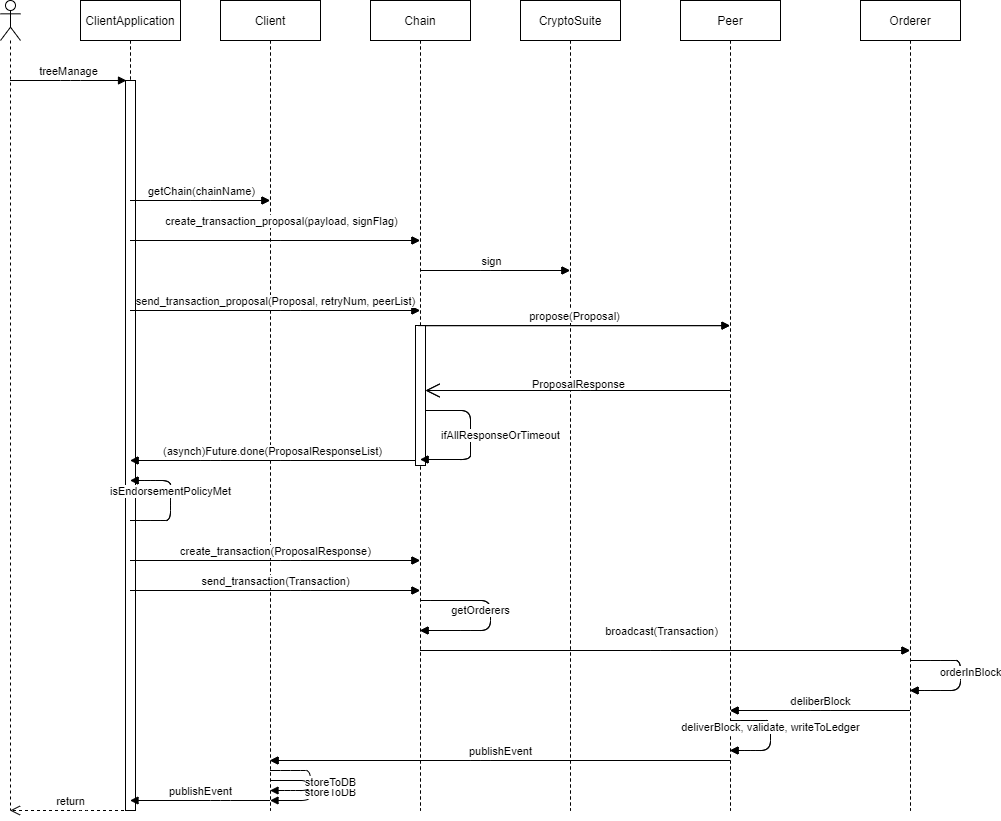 ClientApplication
Client
Chain
CryptoSuite
Peer
Orderer
treeManage
getChain(chainName)
create_transaction_proposal(payload, signFlag)
sign
send_transaction_proposal(Proposal, retryNum, peerList)
propose(Proposal)
ProposalResponse
ifAllResponseOrTimeout
(asynch)Future.done(ProposalResponseList)
isEndorsementPolicyMet
create_transaction(ProposalResponse)
send_transaction(Transaction)
getOrderers
broadcast(Transaction)
orderInBlock
deliberBlock
deliverBlock, validate, writeToLedger
publishEvent
storeToDB
storeToDB
publishEvent
return